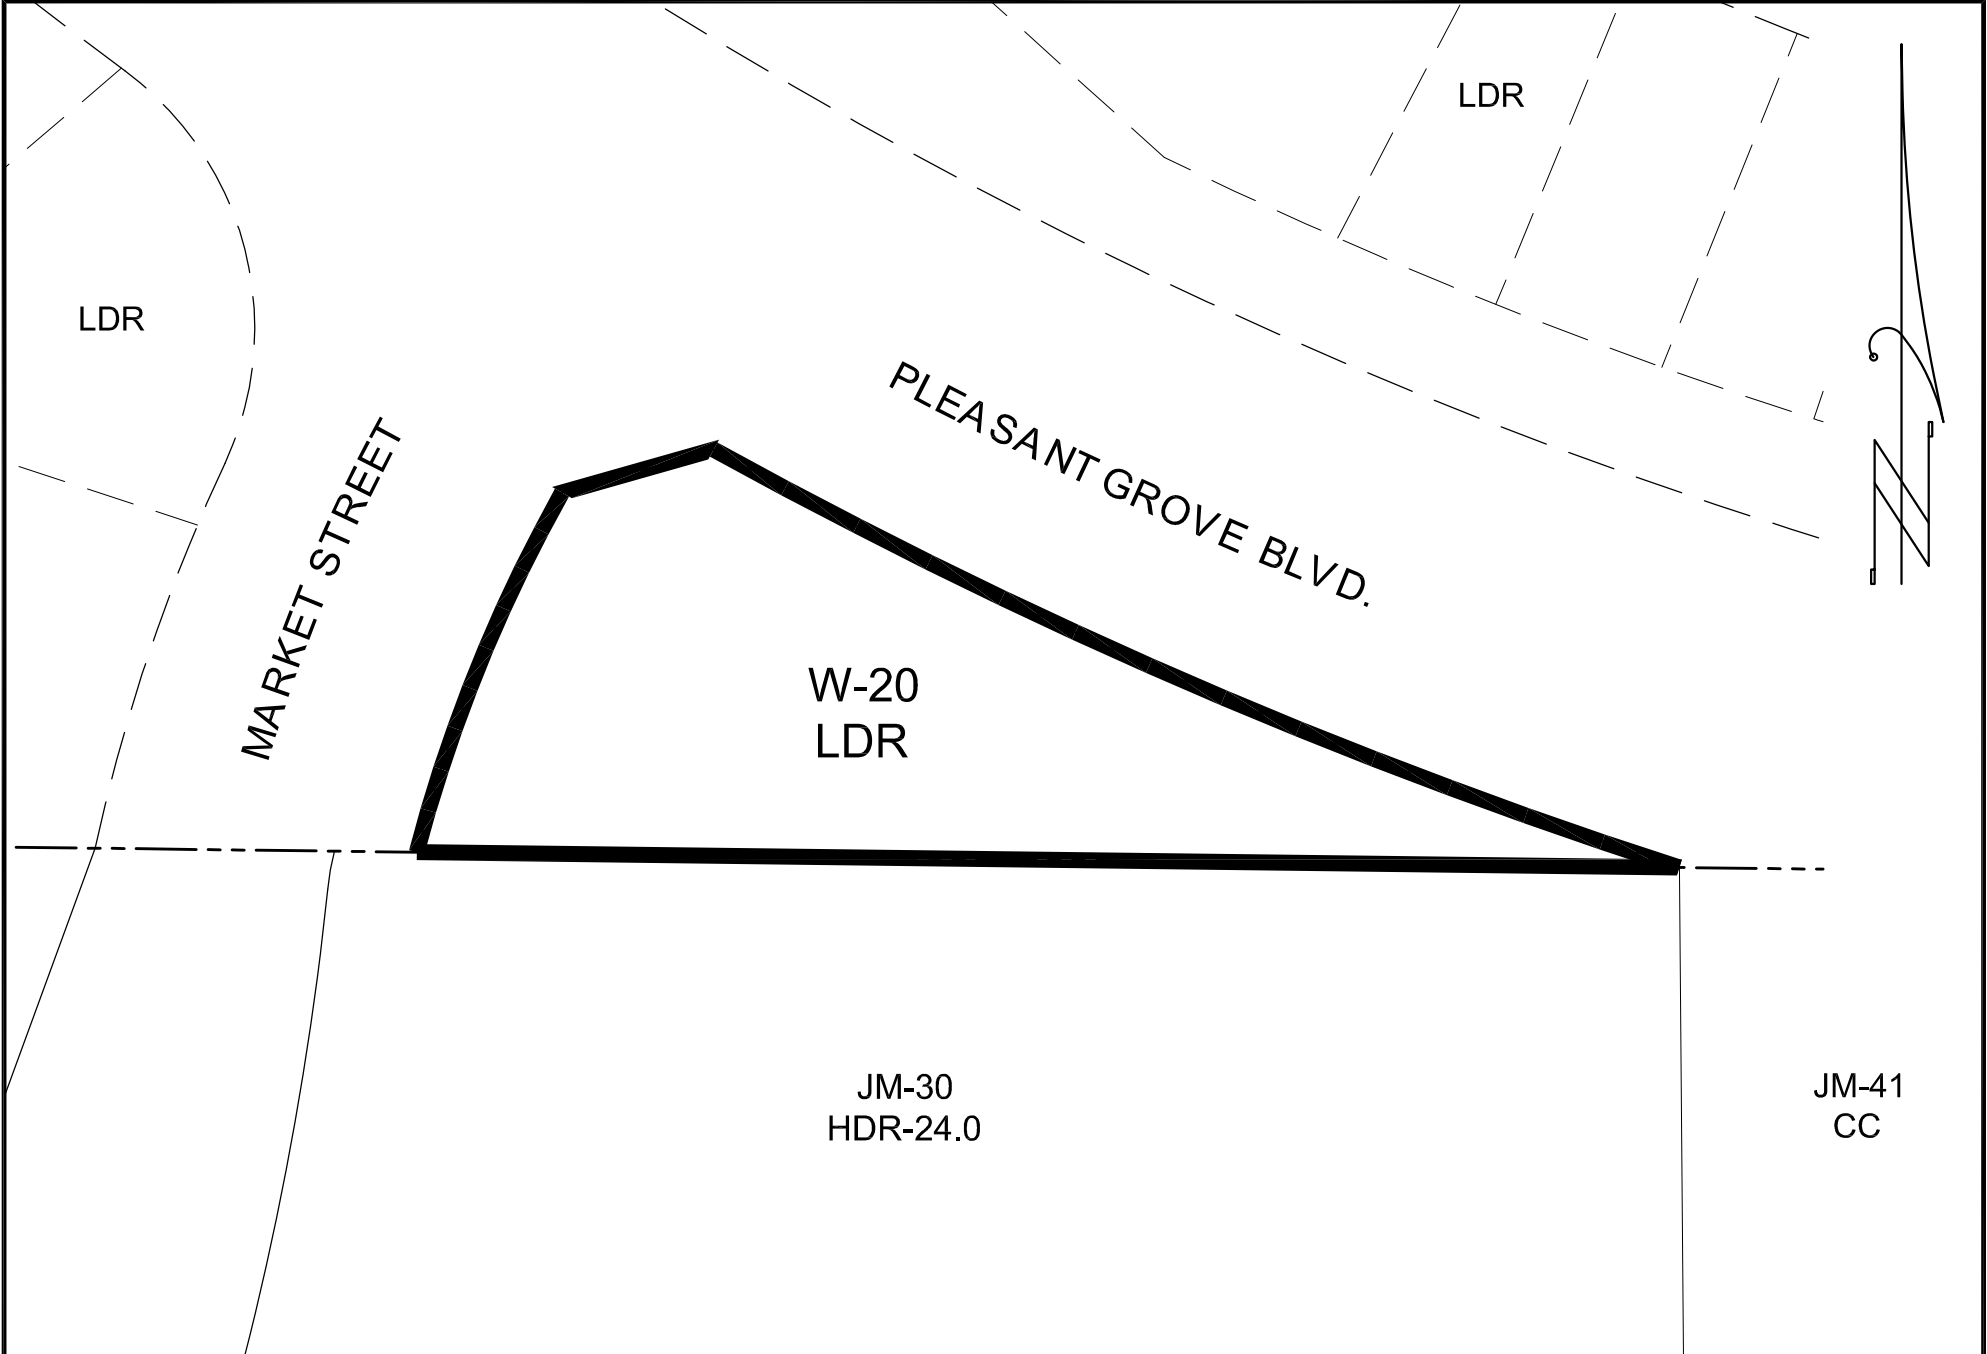 LDR
LDR
PLEASANT GROVE BLVD.
MARKET STREET
W-20
LDR
JM-30
HDR-24.0
JM-41
CC
N